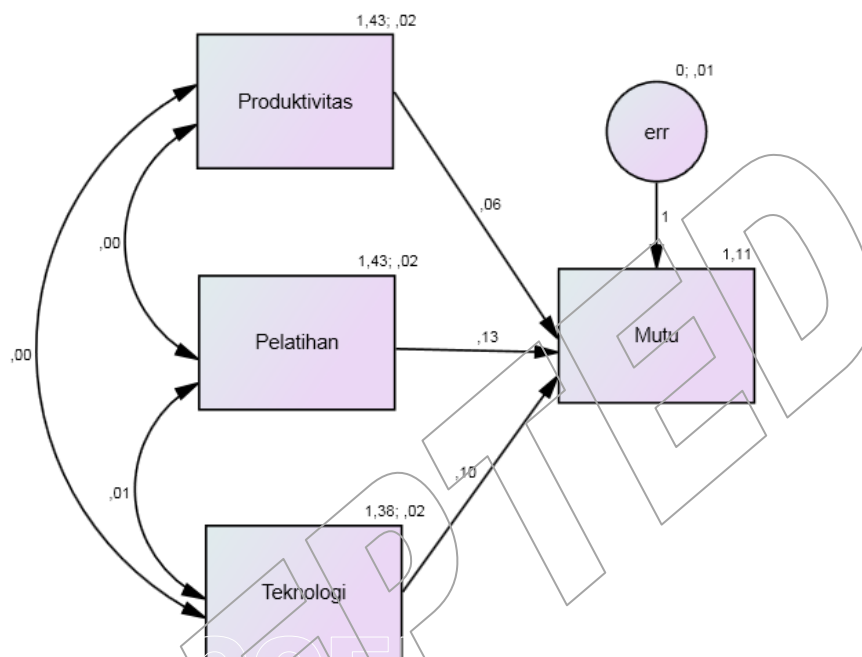 1,43; ,02
Produktivitas
0; ,01
err
,06
1
,00
1,43; ,02
1,11
Pelatihan
,13
Mutu
,00
,10
,01
1,38; ,02
Teknologi